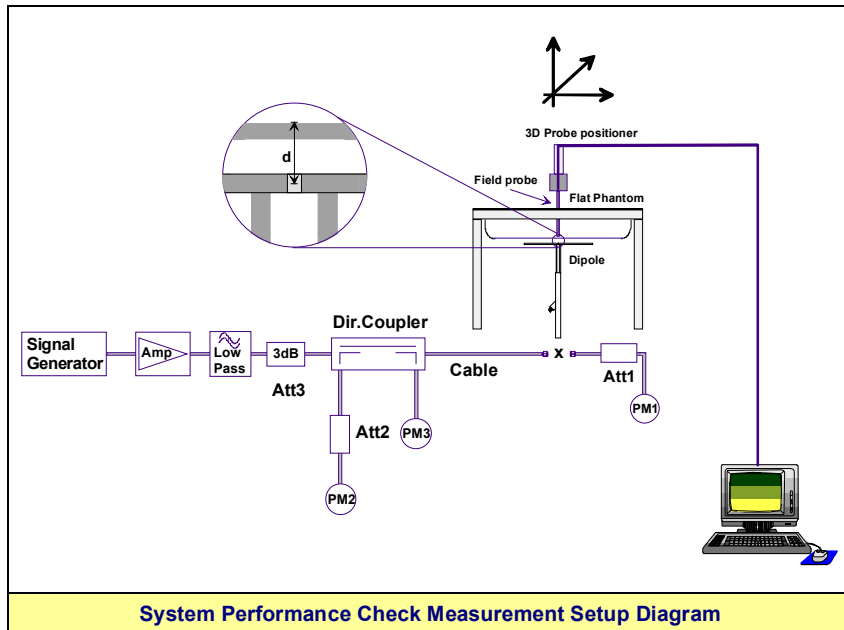 3D Probe positioner
d
Field probe
Flat Phantom
Dipole
Dir.Coupler
Signal
Generator
Amp
Low
Pass
3dB
Cable
x
Att1
Att3
PM1
Att2
PM3
PM2
System Performance Check Measurement Setup Diagram